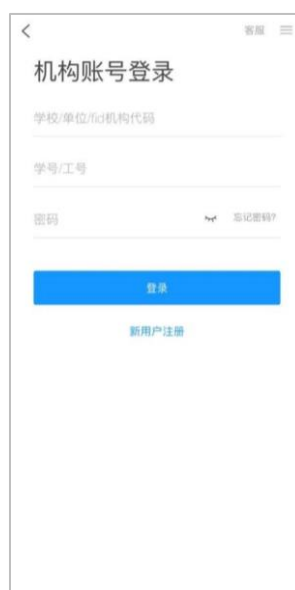 客服
机构账号登录
学校/单位/fid机构代码
学号/工号
密码 忘记密码?
登录
新用户注册